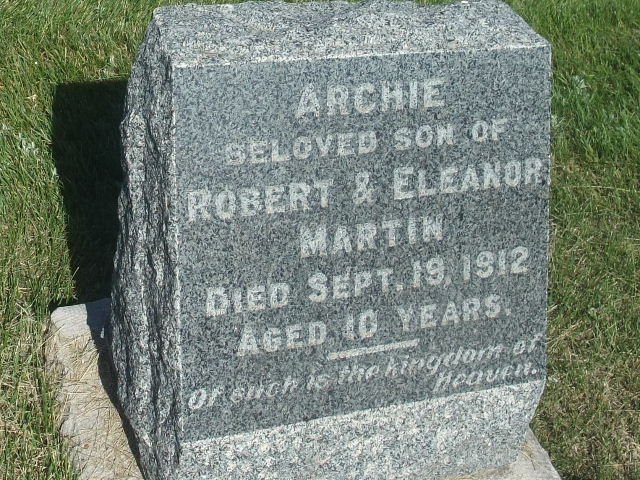 ARCHIE
BELOVED SON OF
ROBERT & ELEANOR
MARTIN
DIED SEPT. 19, 1912
AGED 10 YEARS.
Of such is the kingdom of
Heaven.